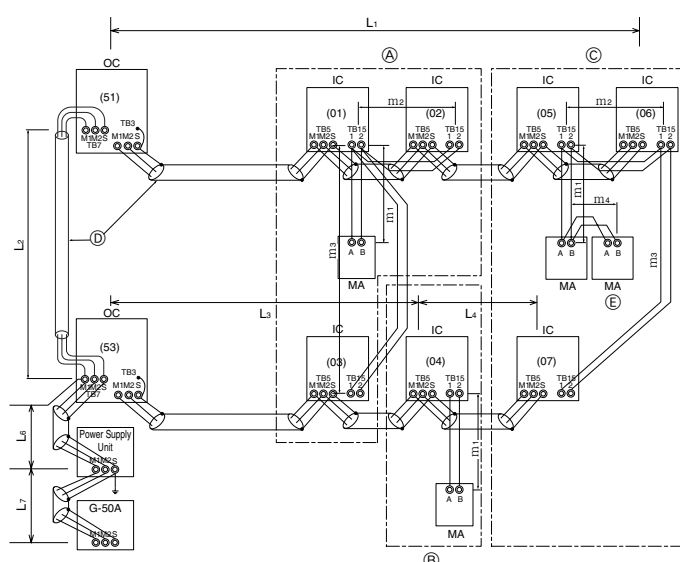 L1
OC
A
C
IC
IC
IC
IC
(51)
(01)
(02)
(05)
(06)
m2
m2
TB3
TB5
TB15
TB5
TB15
TB5
TB15
TB5
TB15
M1M2S
M1M2S
M1M2S
1 2
M1M2S
1 2
M1M2S
1 2
M1M2S
1 2
TB7
L2
D
m1
m3
m1
m4
m3
A B
A B
A B
MA
MA
MA
E
L3
L4
OC
IC
IC
IC
(53)
(03)
(04)
(07)
TB3
TB5
TB15
TB5
TB15
TB5
TB15
M1M2S
M1M2S
M1M2S
1 2
M1M2S
1 2
M1M2S
1 2
TB7
L6
Power Supply
Unit
M1M2S
m1
L7
G-50A
M1M2S
A B
MA
B